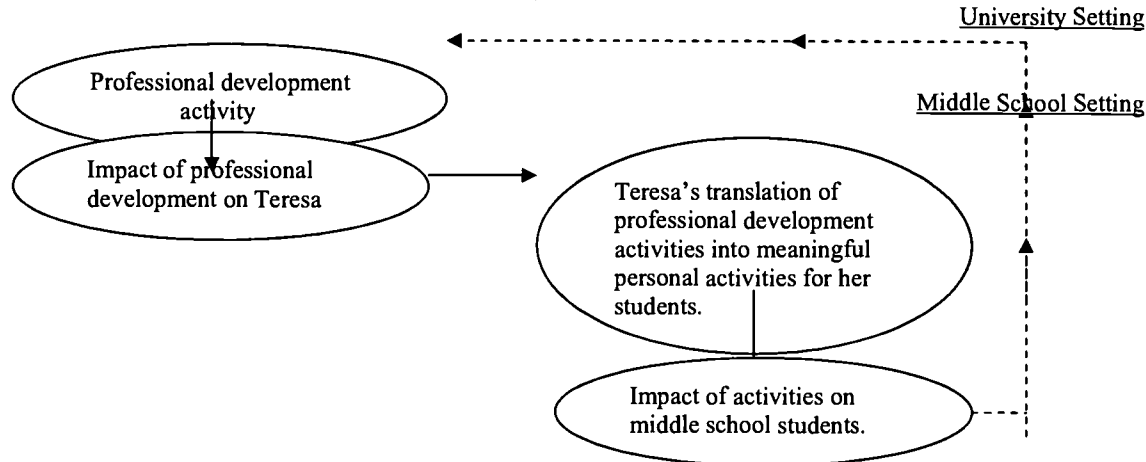 University Setting
Professional development
activity
Middle School Setting
Impact of professional
development on Teresa
Teresa's translation of
professional development
activities into meaningful
personal activities for her
students.
Impact of activities on
middle school students.